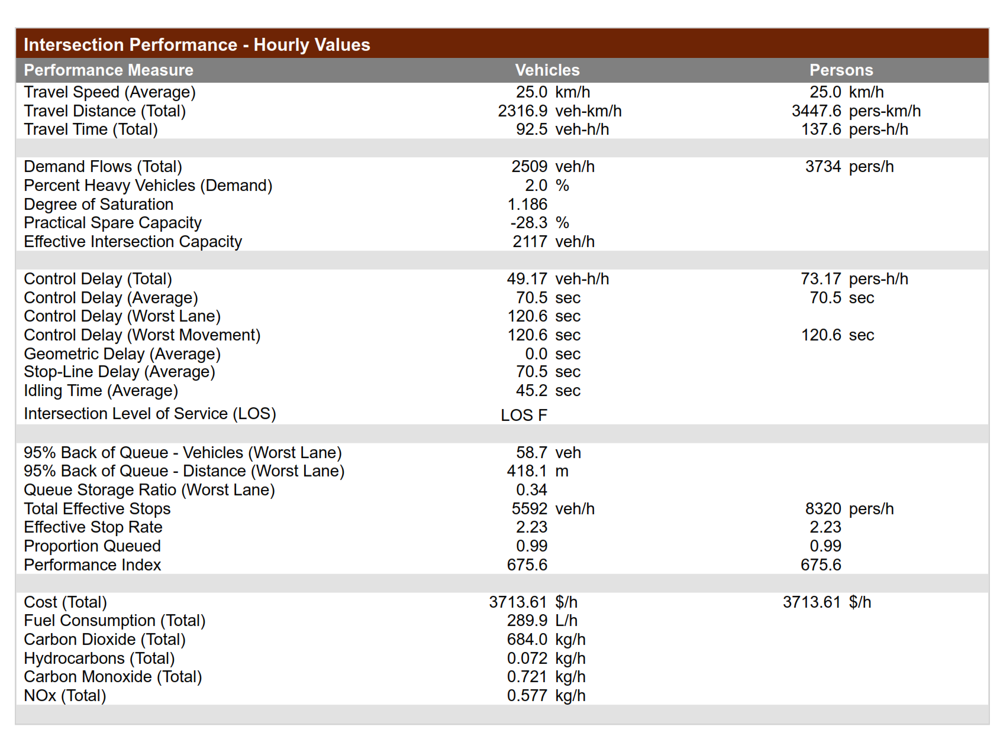 Intersection Performance - Hourly Values
Performance Measure Vehicles Persons
Travel Speed (Average) 25.0 km/h 25.0 km/h
Travel Distance (Total) 2316.9 veh-km/h 3447.6 pers-km/h
Travel Time (Total) 92.5 veh-h/h 137.6 pers-h/h
Demand Flows (Total) 2509 veh/h 3734 pers/h
Percent Heavy Vehicles (Demand) 2.0 %
Degree of Saturation 1.186
Practical Spare Capacity -28.3 %
Effective Intersection Capacity 2117 veh/h
Control Delay (Total) 49.17 veh-h/h 73.17 pers-h/h
Control Delay (Average) 70.5 sec 70.5 sec
Control Delay (Worst Lane) 120.6 sec
Control Delay (Worst Movement) 120.6 sec 120.6 sec
Geometric Delay (Average) 0.0 sec
Stop-Line Delay (Average) 70.5 sec
Idling Time (Average) 45.2 sec
Intersection Level of Service (LOS) LOS F
95% Back of Queue - Vehicles (Worst Lane) 58.7 veh
95% Back of Queue - Distance (Worst Lane) 418.1 m
Queue Storage Ratio (Worst Lane) 0.34
Total Effective Stops 5592 veh/h 8320 pers/h
Effective Stop Rate 2.23 2.23
Proportion Queued 0.99 0.99
Performance Index 675.6 675.6
Cost (Total) 3713.61 $/h 3713.61 $/h
Fuel Consumption (Total) 289.9 L/h
Carbon Dioxide (Total) 684.0 kg/h
Hydrocarbons (Total) 0.072 kg/h
Carbon Monoxide (Total) 0.721 kg/h
NOx (Total) 0.577 kg/h